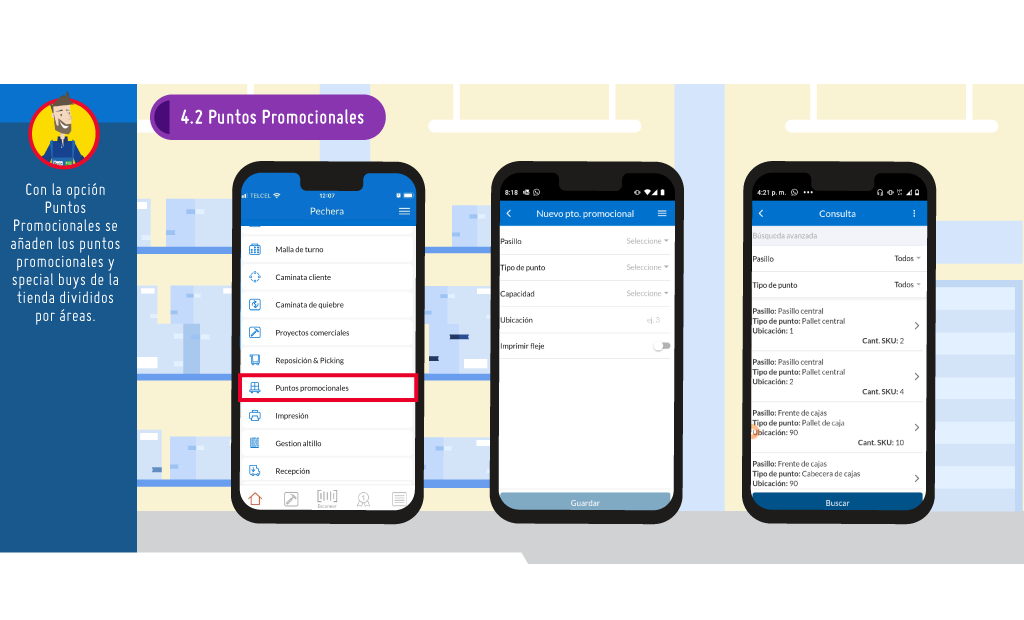 4.2 Puntos Promocionales
Con la opción
Puntos
Promocionales se
añaden los puntos
promocionales y
special buys de la
tienda divididos
por áreas.
TELCEL
12:07
Pechera
Malla de turno
Caminata cliente
Caminata de quiebre
Proyectos comerciales
Reposición & Picking
Puntos promocionales
Impresión
Gestion altillo
Recepción
8:18
Nuevo pto. promocional
Pasillo Seleccione
Tipo de punto Seleccione
Capacidad Seleccione
Ubicación ej. 3
Imprimir fleje
Guardar
4:21 p. m.
Consulta
Búsqueda avanzada
Pasillo Todos
Tipo de punto Todos
Pasillo: Pasillo central
Tipo de punto: Pallet central
Ubicación: 1
Cant. SKU: 2
Pasillo: Pasillo central
Tipo de punto: Pallet central
Ubicación: 2
Cant. SKU: 4
Pasillo: Frente de cajas
Tipo de punto: Pallet de caja
Ubicación: 90
Cant. SKU: 10
Pasillo: Frente de cajas
Tipo de punto: Cabecera de cajas
Ubicación: 90
Buscar